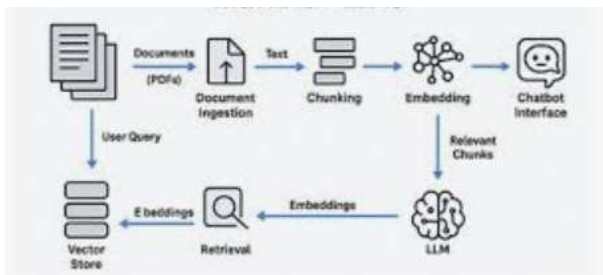 Documents
(PDFs)
Text
Document
Ingestion
Chunking
Embedding
Chatbot
Interface
User Query
Relevant
Chunks
E beddings
Embeddings
Vector
Store
Retrieval
LLM